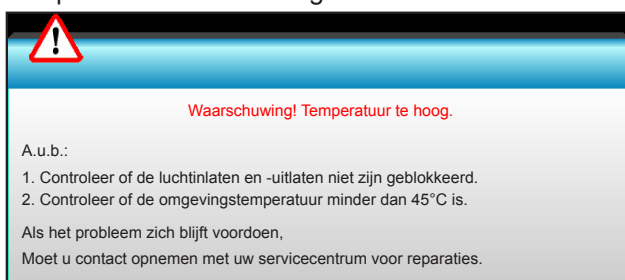 Waarschuwing! Temperatuur te hoog.
A.u.b.:
1. Controleer of de luchtinlaten en -uitlaten niet zijn geblokkeerd.
2. Controleer of de omgevingstemperatuur minder dan 45°C is.
Als het probleem zich blijft voordoen,
Moet u contact opnemen met uw servicecentrum voor reparaties.